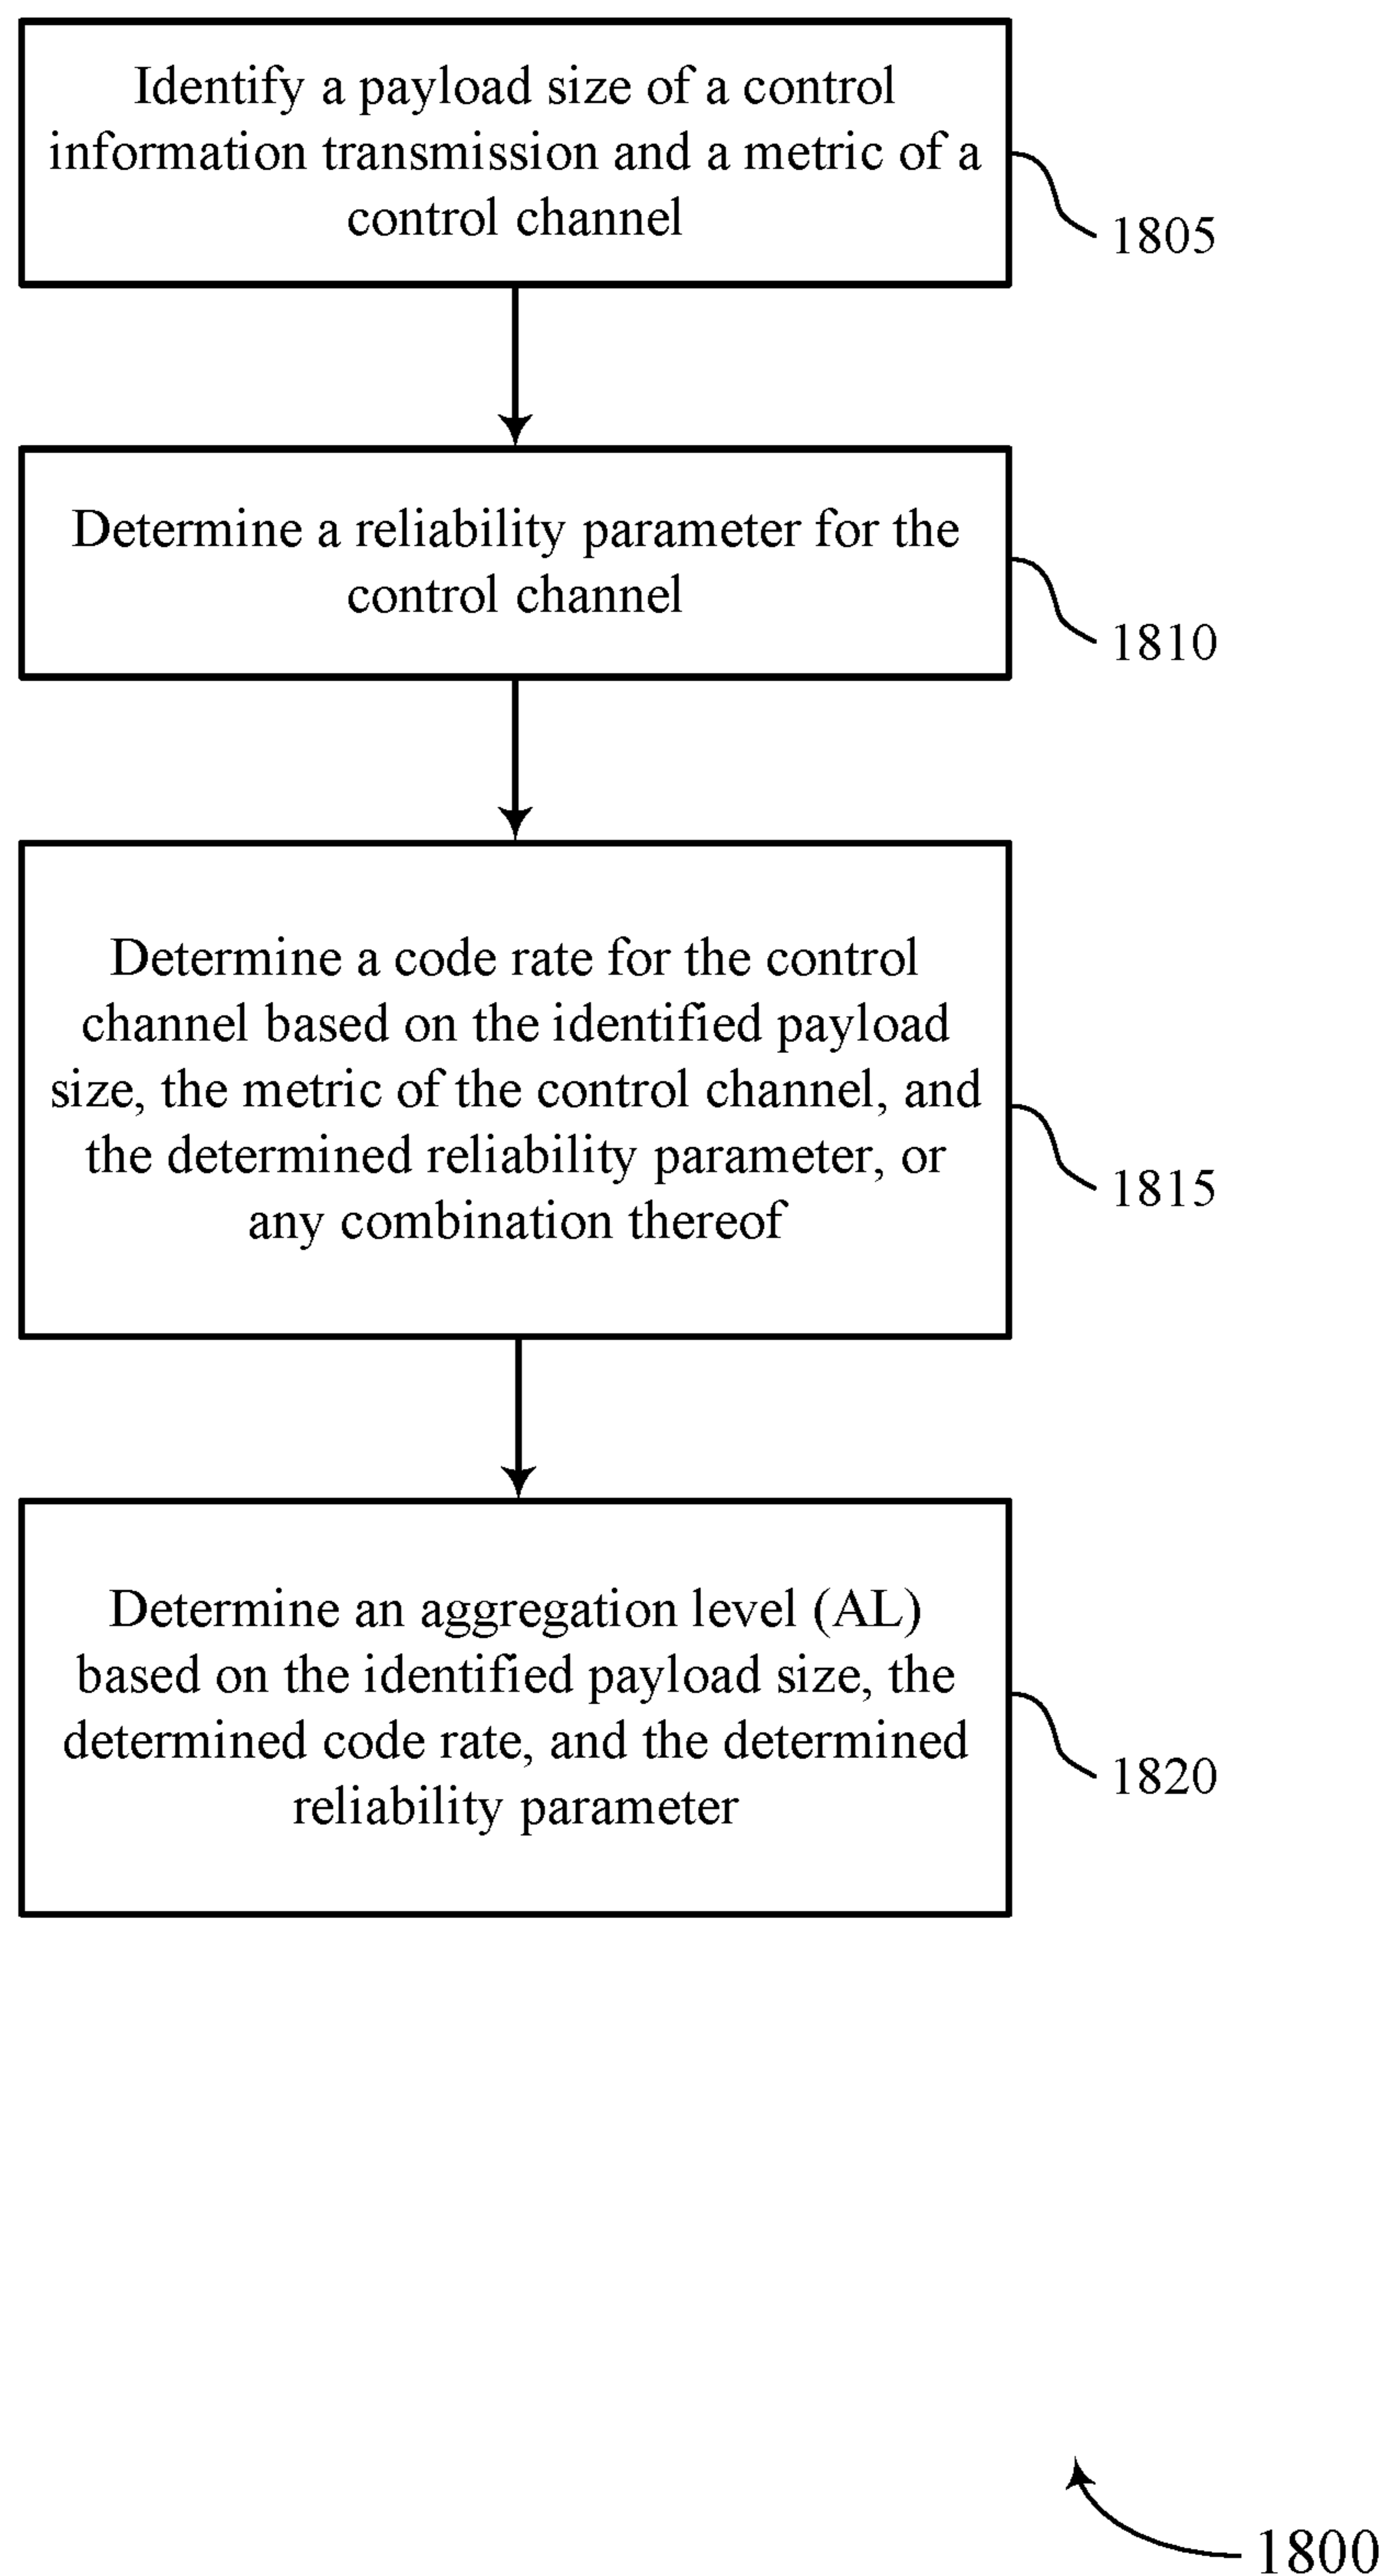 Identify a payload size of a control
information transmission and a metric of a
control channel
1805
Determine a reliability parameter for the
control channel
1810
Determine a code rate for the control
channel based on the identified payload
size, the metric of the control channel, and
the determined reliability parameter, or
any combination thereof
1815
Determine an aggregation level (AL)
based on the identified payload size, the
determined code rate, and the determined
reliability parameter
1820
1800